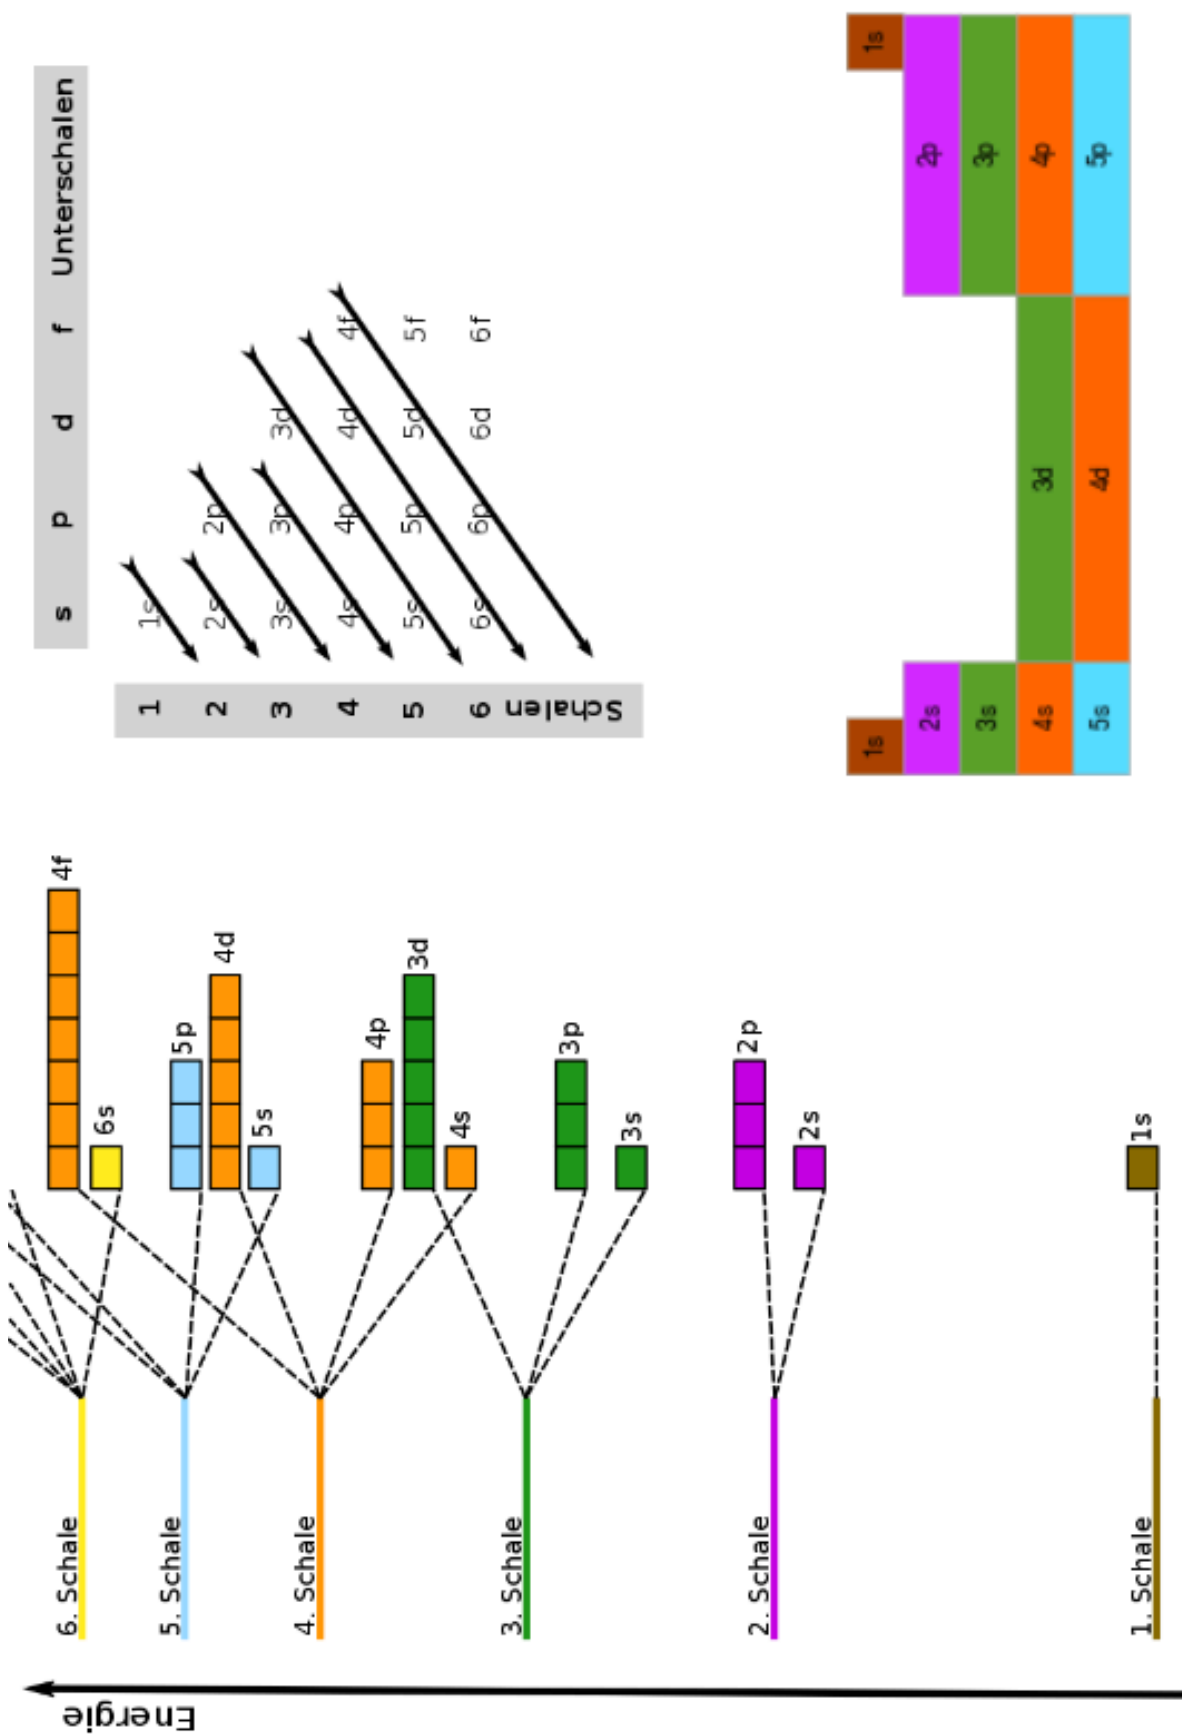 Energie
6. Schale
5. Schale
4. Schale
3. Schale
2. Schale
1. Schale
4f
6s
5p
4d
5s
4p
3d
4s
3p
3s
2p
2s
1s
s p d f Unterschalen
1 1s
2 2s 2p
3 3s 3p 3d
4 4s 4p 4d 4f
5 5s 5p 5d 5f
6 6s 6p 6d 6f
Schalen
1s 1s
2s 2p
3s 3p
4s 3d 4p
5s 4d 5p